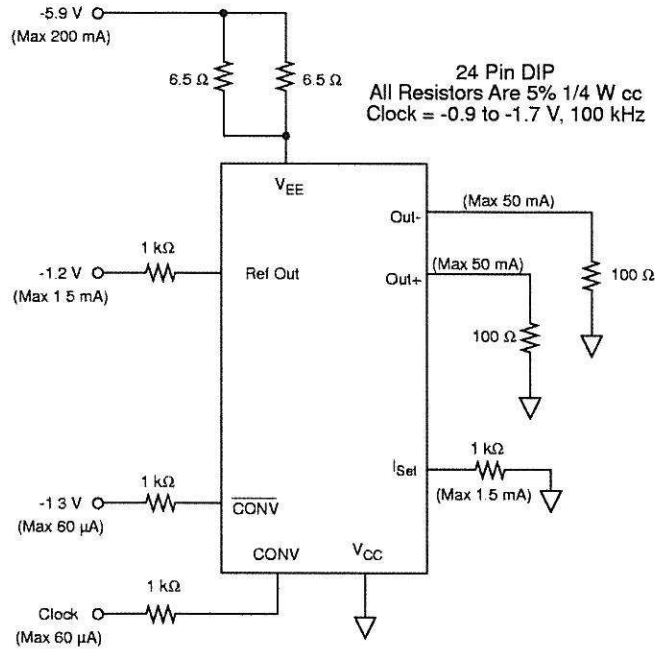 -5.9 V
(Max 200 mA)
6.5 Ω
6.5 Ω
24 Pin DIP
All Resistors Are 5% 1/4 W cc
Clock = -0.9 to -1.7 V, 100 kHz
VEE
Out-
(Max 50 mA)
100 Ω
1 kΩ
-1.2 V
(Max 1.5 mA)
Ref Out
Out+
(Max 50 mA)
100 Ω
1 kΩ
-1.3 V
(Max 60 µA)
CONV
ISet
1 kΩ
(Max 1.5 mA)
CONV
VCC
1 kΩ
Clock
(Max 60 µA)